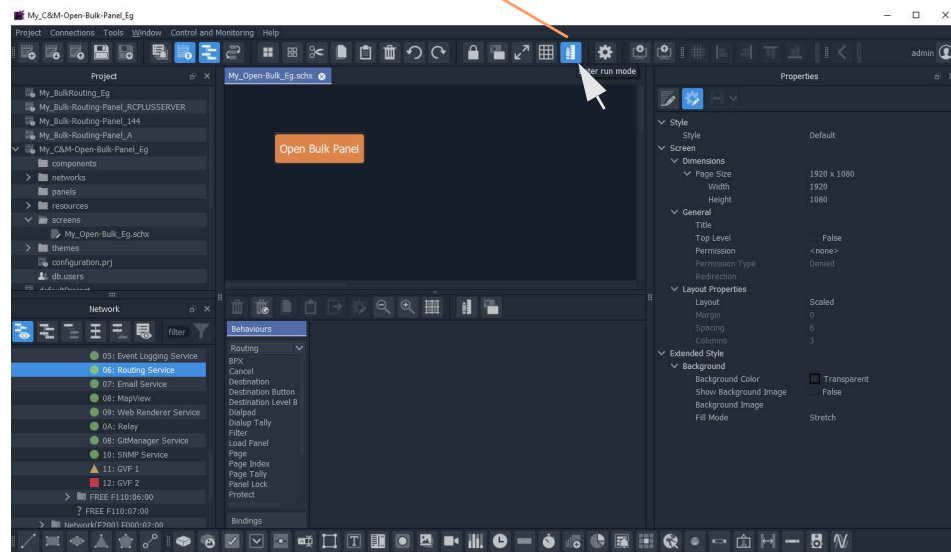 My_C&M-Open-Bulk-Panel_Eg
Project Connections Tools Window Control and Monitoring Help
admin
Project
My_BulkRouting_Eg
My_Bulk-Routing-Panel_RCPLUSSERVER
My_Bulk-Routing-Panel_144
My_Bulk-Routing-Panel_A
My_C&M-Open-Bulk-Panel_Eg
components
networks
panels
resources
screens
My_Open-Bulk_Eg.schx
themes
configuration.prj
db.users
defaultProject
Network
filter
05: Event Logging Service
06: Routing Service
07: Email Service
08: MapView
09: Web Renderer Service
0A: Relay
0B: GitManager Service
10: SNMP Service
11: GVF 1
12: GVF 2
FREE F110:06:00
? FREE F110:07:00
Network(F200) F000:02:00
My_Open-Bulk_Eg.schx
Enter run mode
Open Bulk Panel
Behaviours
Routing
BPX
Cancel
Destination
Destination Button
Destination Level B
Dialpad
Dialup Tally
Filter
Load Panel
Page
Page Index
Page Tally
Panel Lock
Protect
Bindings
Properties
Style
Style Default
Screen
Dimensions
Page Size 1920 x 1080
Width 1920
Height 1080
General
Title
Top Level False
Permission <none>
Permission Type Denied
Redirection
Layout Properties
Layout Scaled
Margin 0
Spacing 6
Columns 3
Extended Style
Background
Background Color Transparent
Show Background Image False
Background Image
Fill Mode Stretch